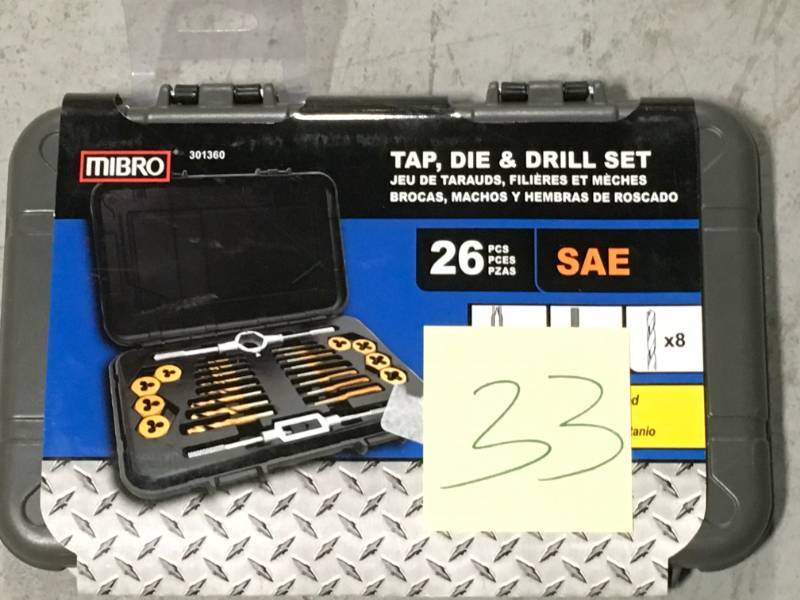 MIBRO
301360
TAP, DIE & DRILL SET
JEU DE TARAUDS, FILIÈRES ET MÈCHES
BROCAS, MACHOS Y HEMBRAS DE ROSCADO
26 PCS
PCES
PZAS
SAE
x8
33